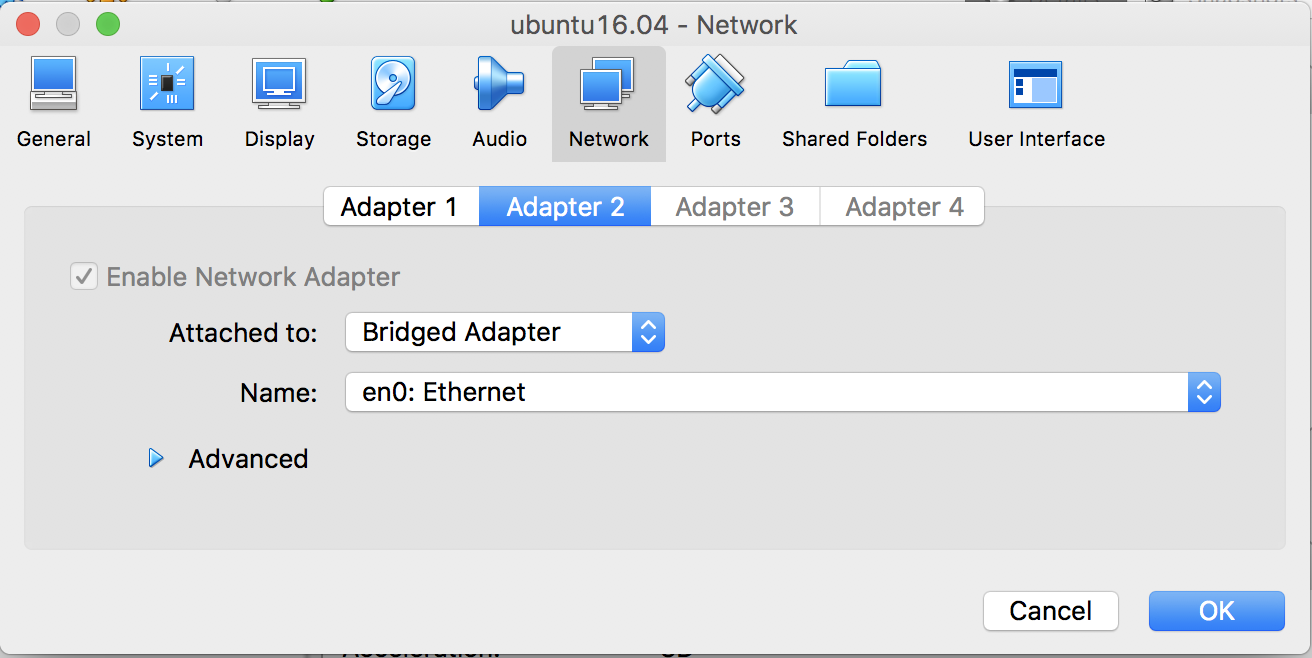 ubuntu16.04 - Network
General System Display Storage Audio Network Ports Shared Folders User Interface
Adapter 1 Adapter 2 Adapter 3 Adapter 4
Enable Network Adapter
Attached to: Bridged Adapter
Name: en0: Ethernet
Advanced
Cancel OK